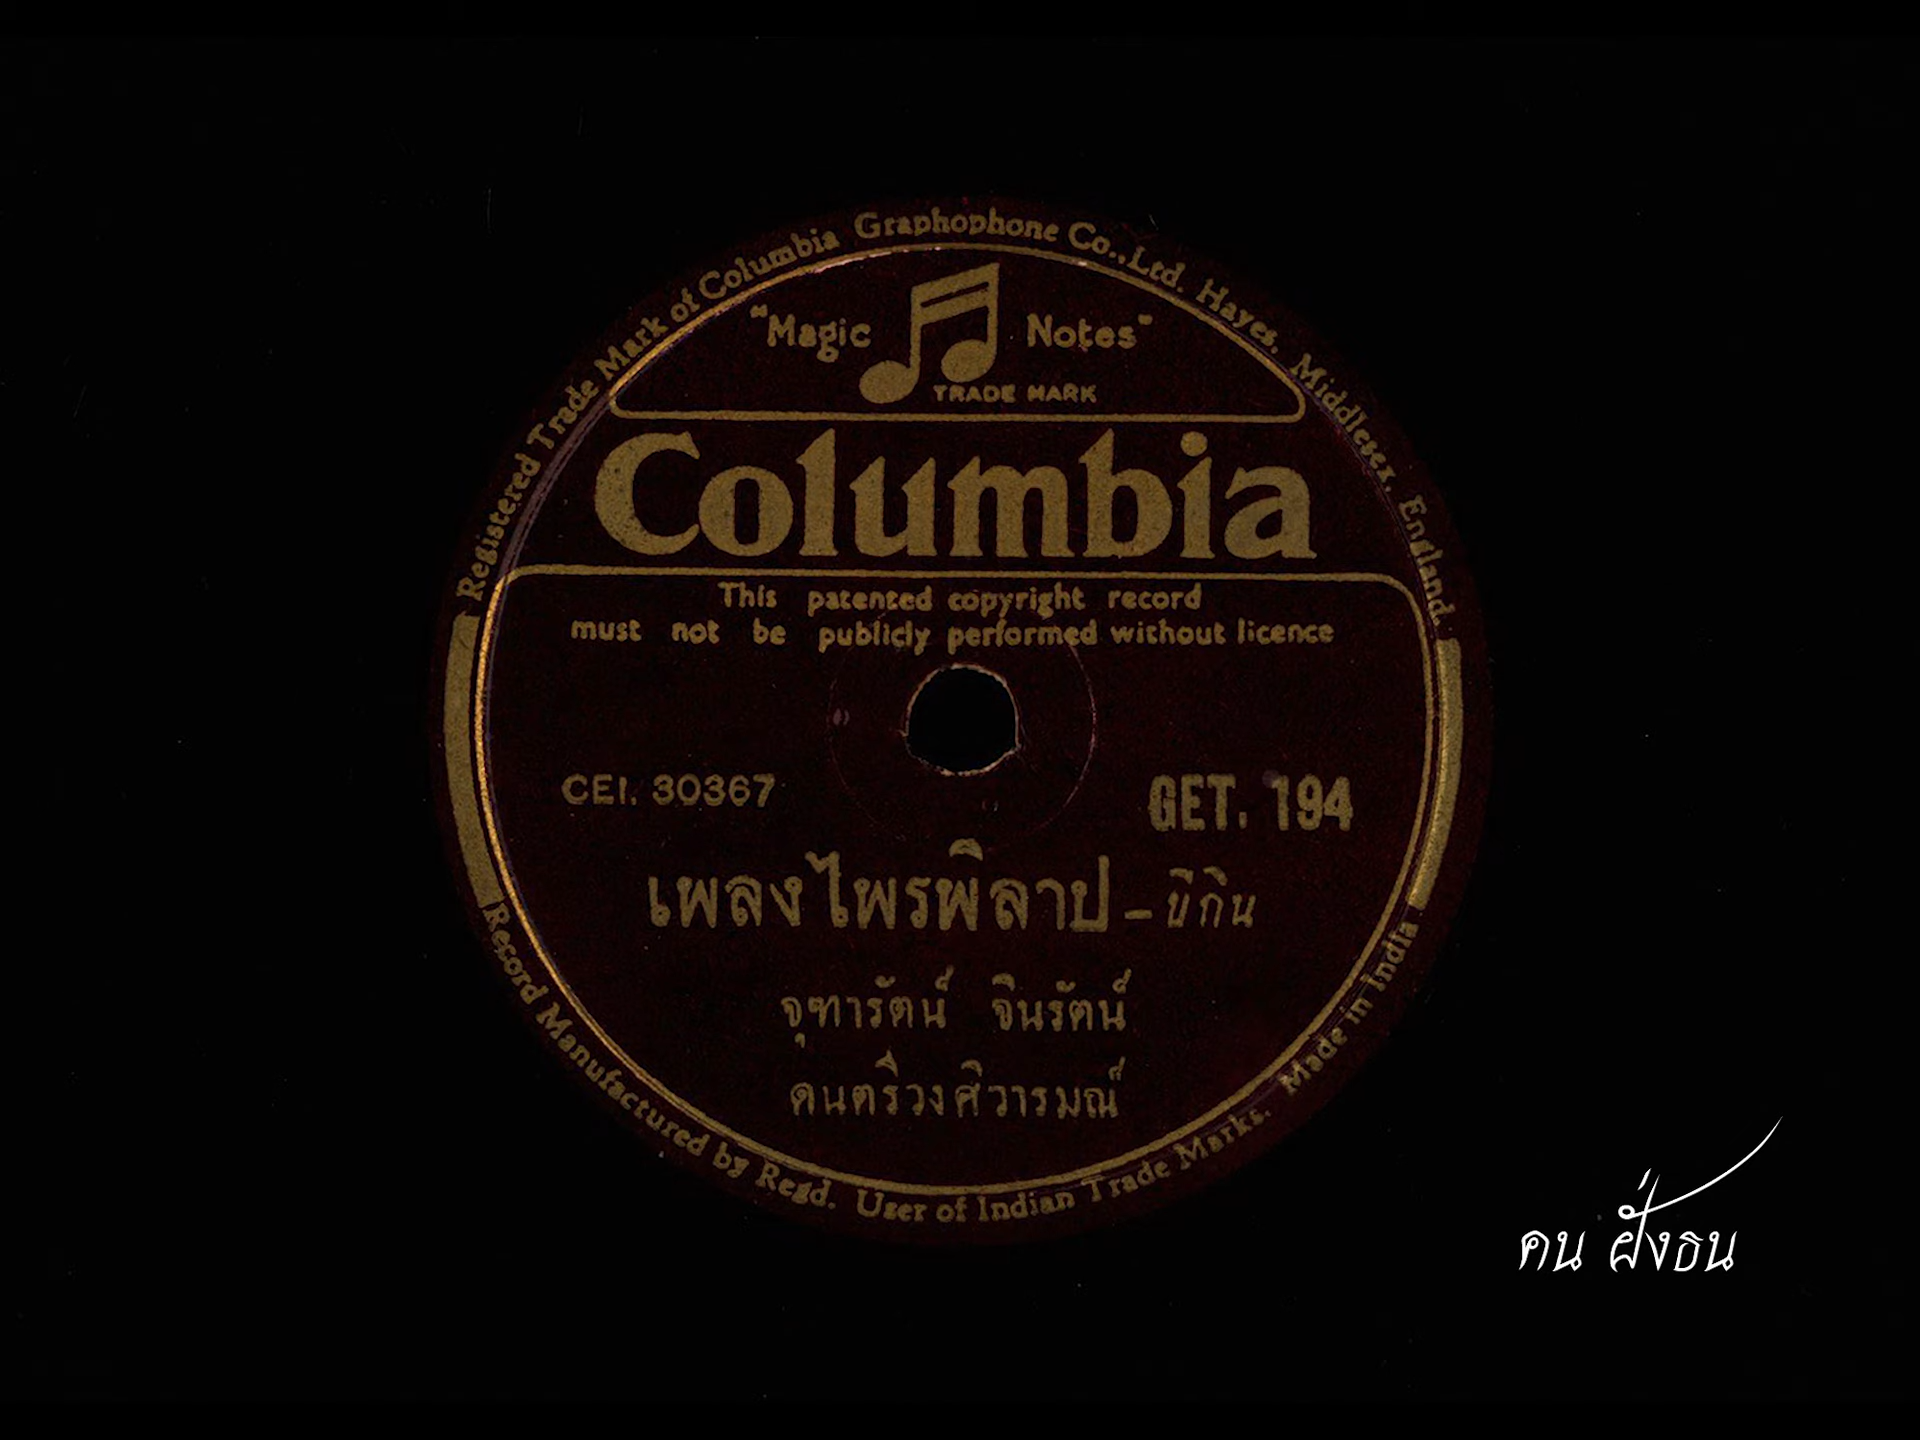 Registered Trade Mark of Columbia Graphophone Co., Ltd. Hayes, Middlesex, England.
"Magic Notes"
TRADE MARK
Columbia
This patented copyright record
must not be publicly performed without licence
CEI. 30367
GET. 194
เพลงไพรพิลาป - บีกิน
จุฑารัตน์ จินรัตน์
ดนตรีวงศิวารมณ์
Record Manufactured by Regd. User of Indian Trade Marks. Made in India
คน ฝั่งธน